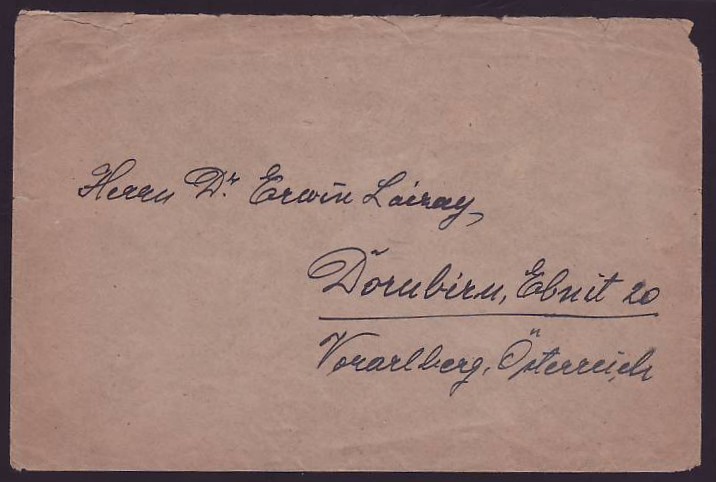 Herrn Dr. Erwin Lairay,
Dornbirn, Ebnit 20
Vorarlberg, Österreich